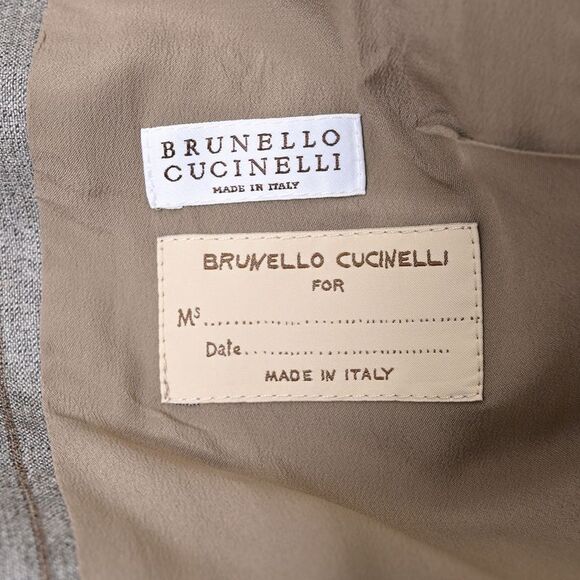 BRUNELLO
CUCINELLI
MADE IN ITALY
BRUNELLO CUCINELLI
FOR
Ms....................................................
Date..........................................
MADE IN ITALY